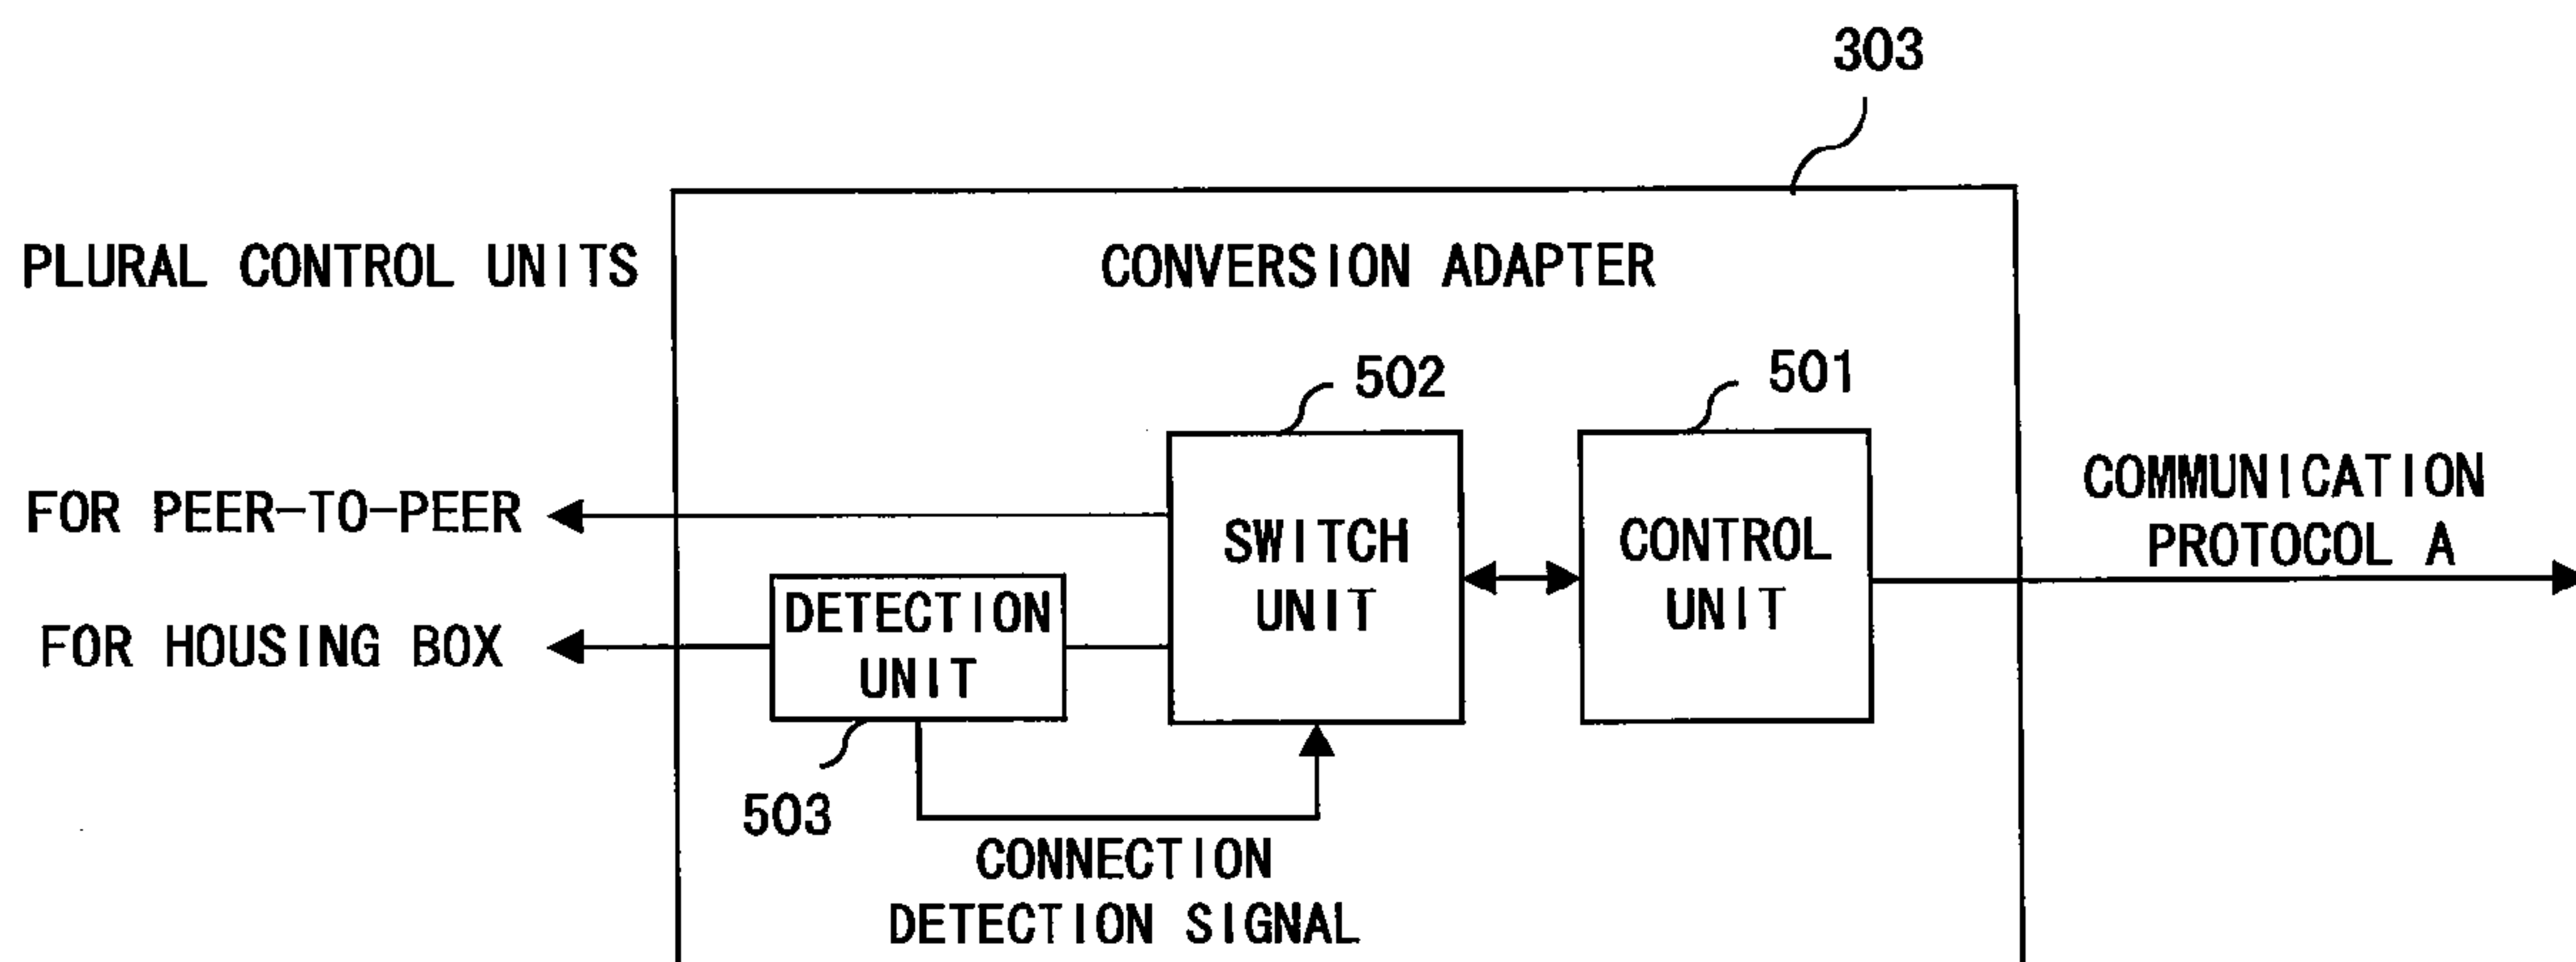 303
PLURAL CONTROL UNITS
CONVERSION ADAPTER
502
501
FOR PEER-TO-PEER
SWITCH
UNIT
CONTROL
UNIT
COMMUNICATION
PROTOCOL A
FOR HOUSING BOX
DETECTION
UNIT
503
CONNECTION
DETECTION SIGNAL